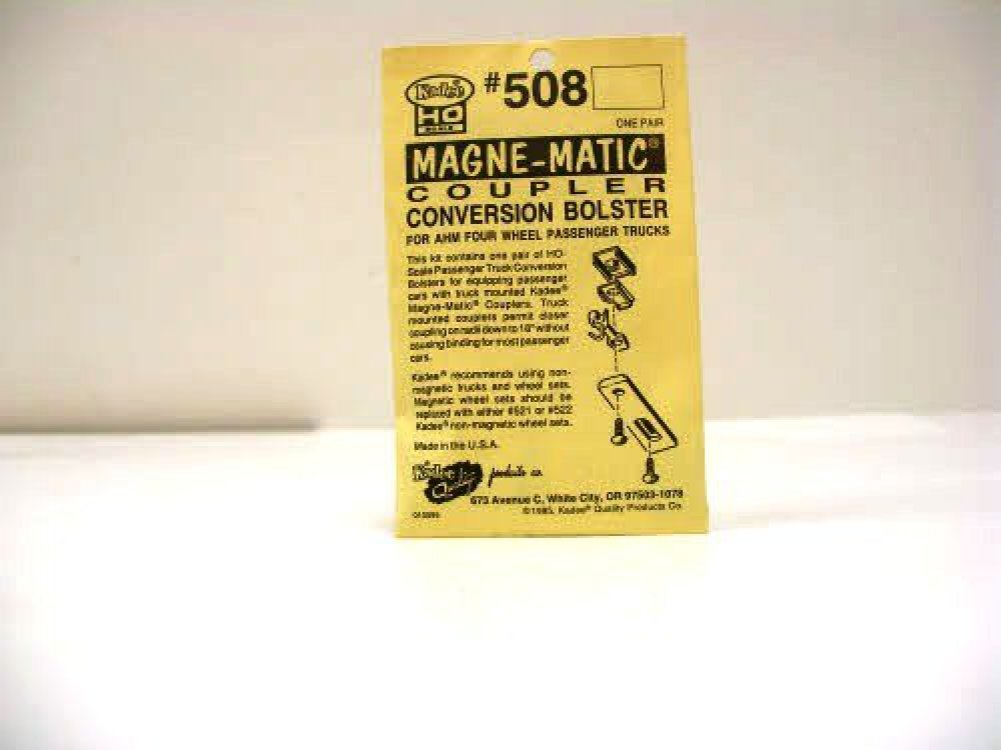 Kadee
#508
HO
SCALE
ONE PAIR
MAGNE-MATIC®
COUPLER
CONVERSION BOLSTER
FOR AHM FOUR WHEEL PASSENGER TRUCKS
This kit contains one pair of HO-
Scale Passenger Truck Conversion
Bolsters for equipping passenger
cars with truck mounted Kadee®
Magne-Matic® Couplers. Truck
mounted couplers permit closer
coupling on radii down to 18" without
causing binding for most passenger
cars.
Kadee® recommends using non-
magnetic trucks and wheel sets.
Magnetic wheel sets should be
replaced with either #521 or #522
Kadee® non-magnetic wheel sets.
Made in the U.S.A.
Kadee Quality products co.
673 Avenue C, White City, OR 97503-1078
©1985, Kadee® Quality Products Co.